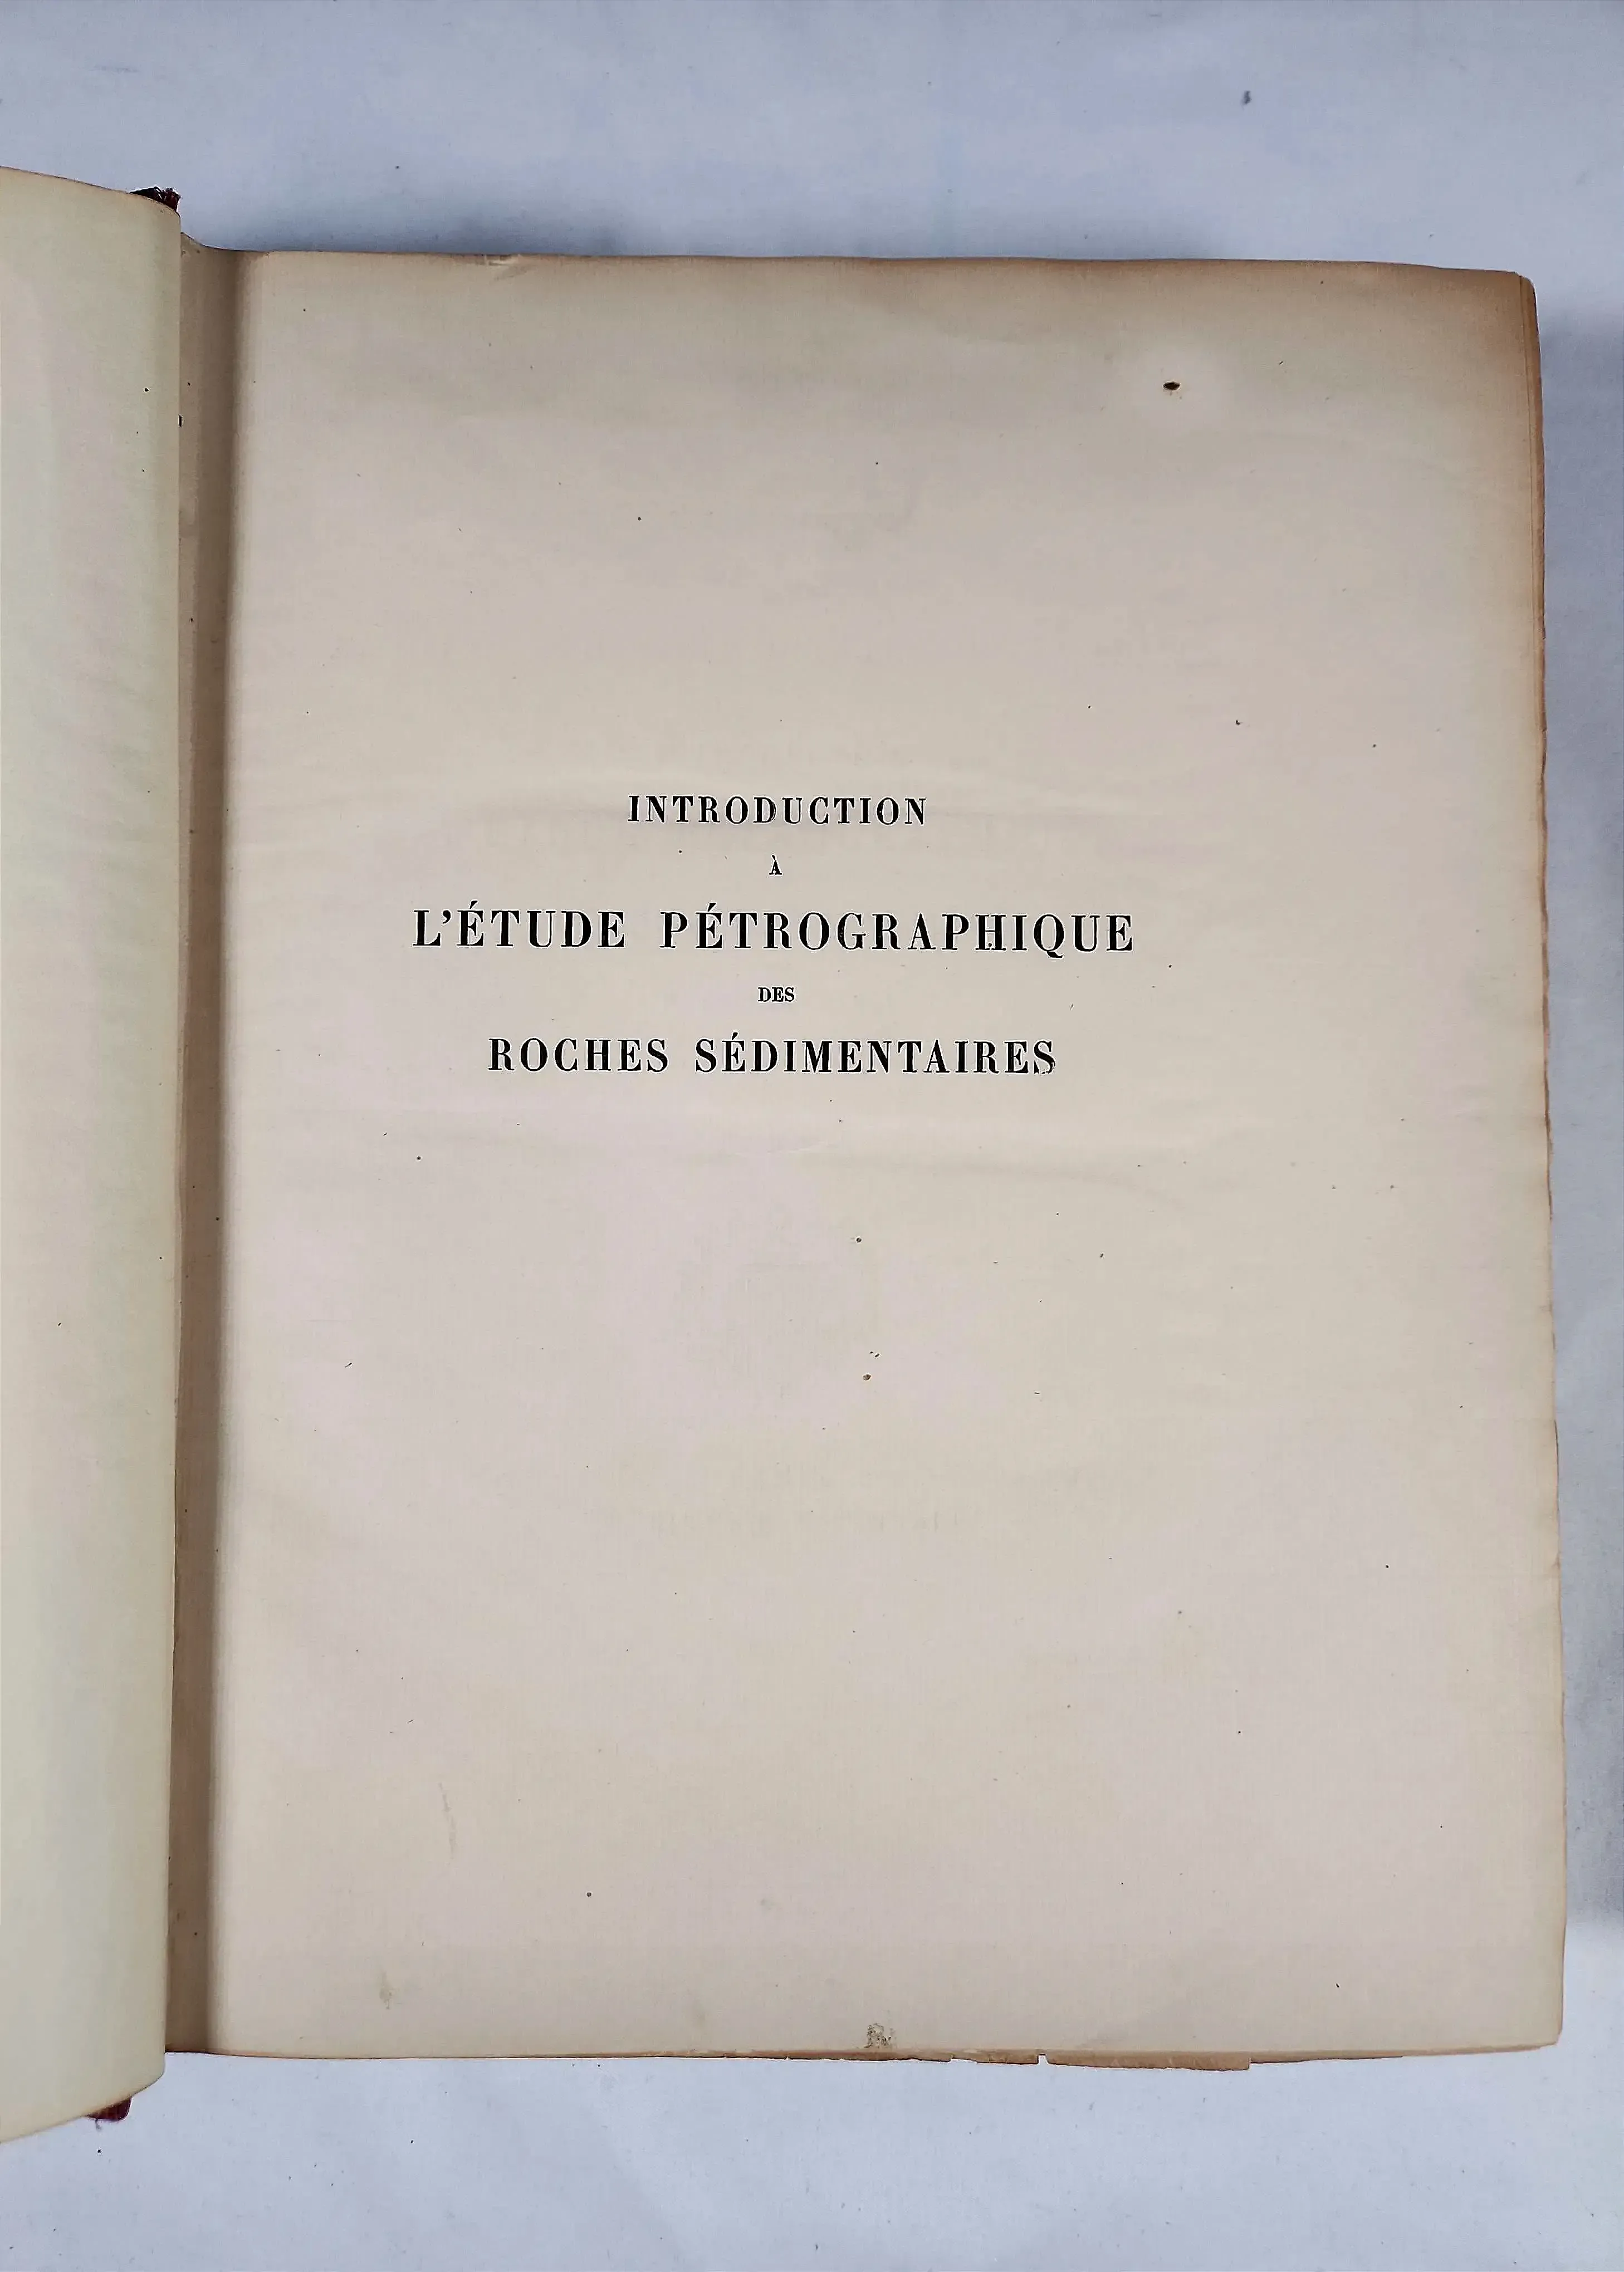 INTRODUCTION
À
L'ÉTUDE PÉTROGRAPHIQUE
DES
ROCHES SÉDIMENTAIRES